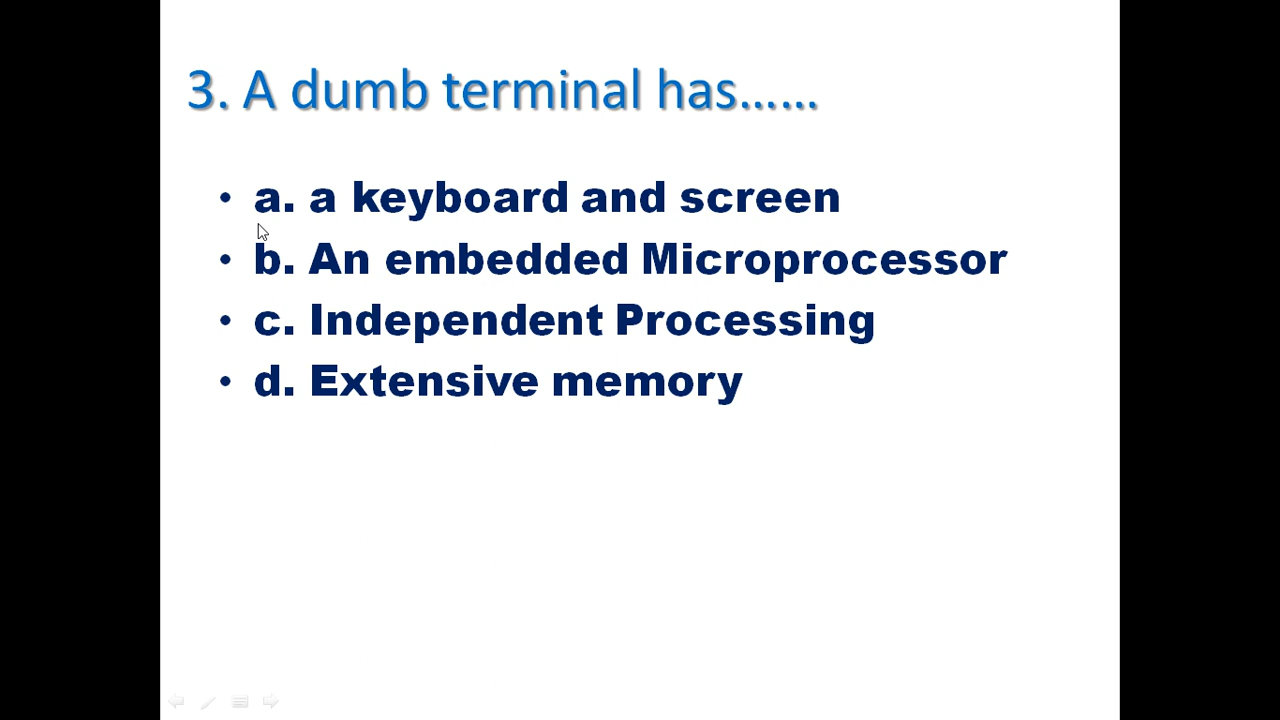 3. A dumb terminal has……
• a. a keyboard and screen
• b. An embedded Microprocessor
• c. Independent Processing
• d. Extensive memory